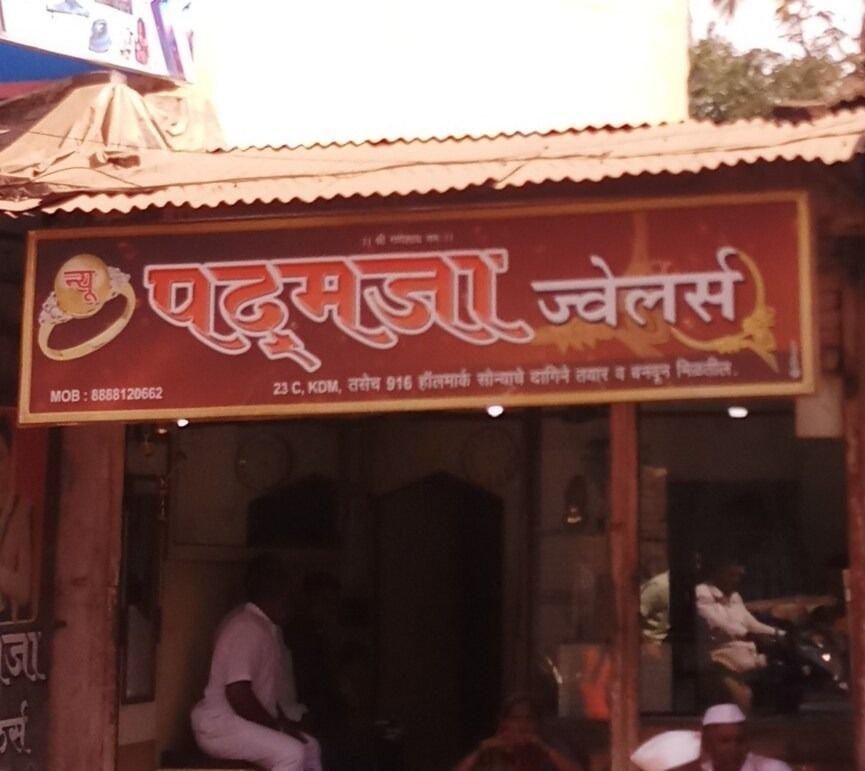 || श्री गणेशाय नमः ||
न्यू
पद्मजा ज्वेलर्स
MOB : 8888120662
23 C, KDM, तसेच 916 हॉलमार्क सोन्याचे दागिने तयार व बनवून मिळतील.